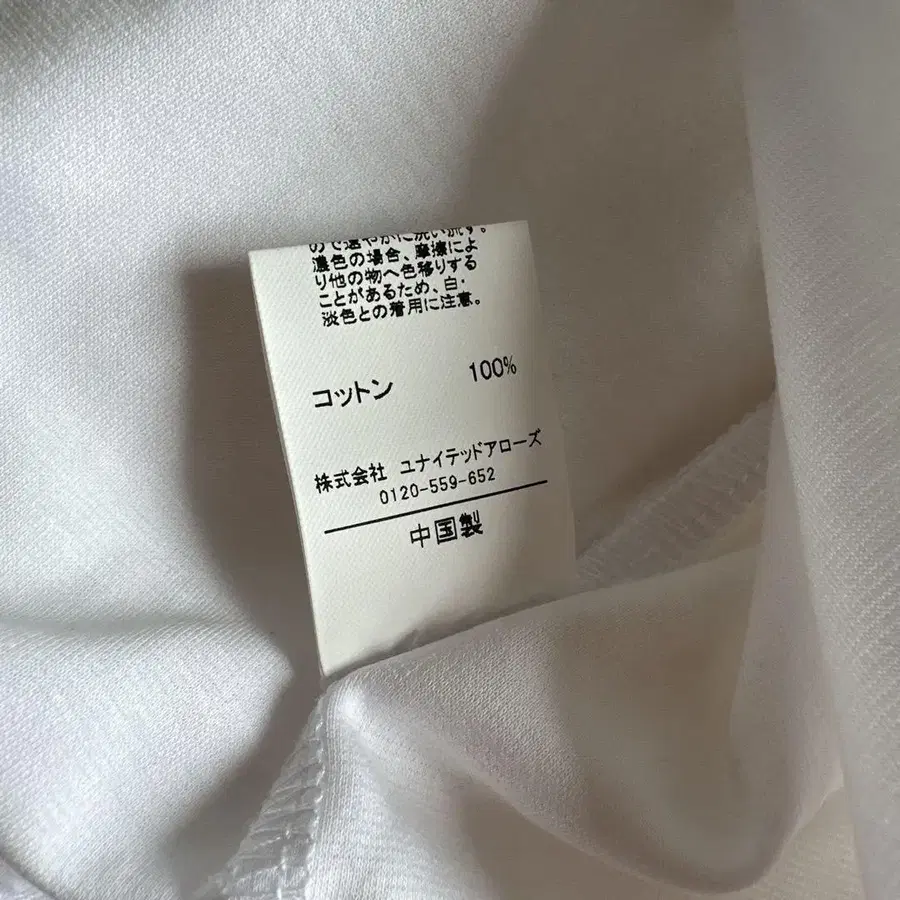 ので速やかに洗い流す。
濃色の場合、摩擦によ
り他の物へ色移りする
ことがあるため、白・
淡色との着用に注意。
コットン 100%
株式会社 ユナイテッドアローズ
0120-559-652
中国製